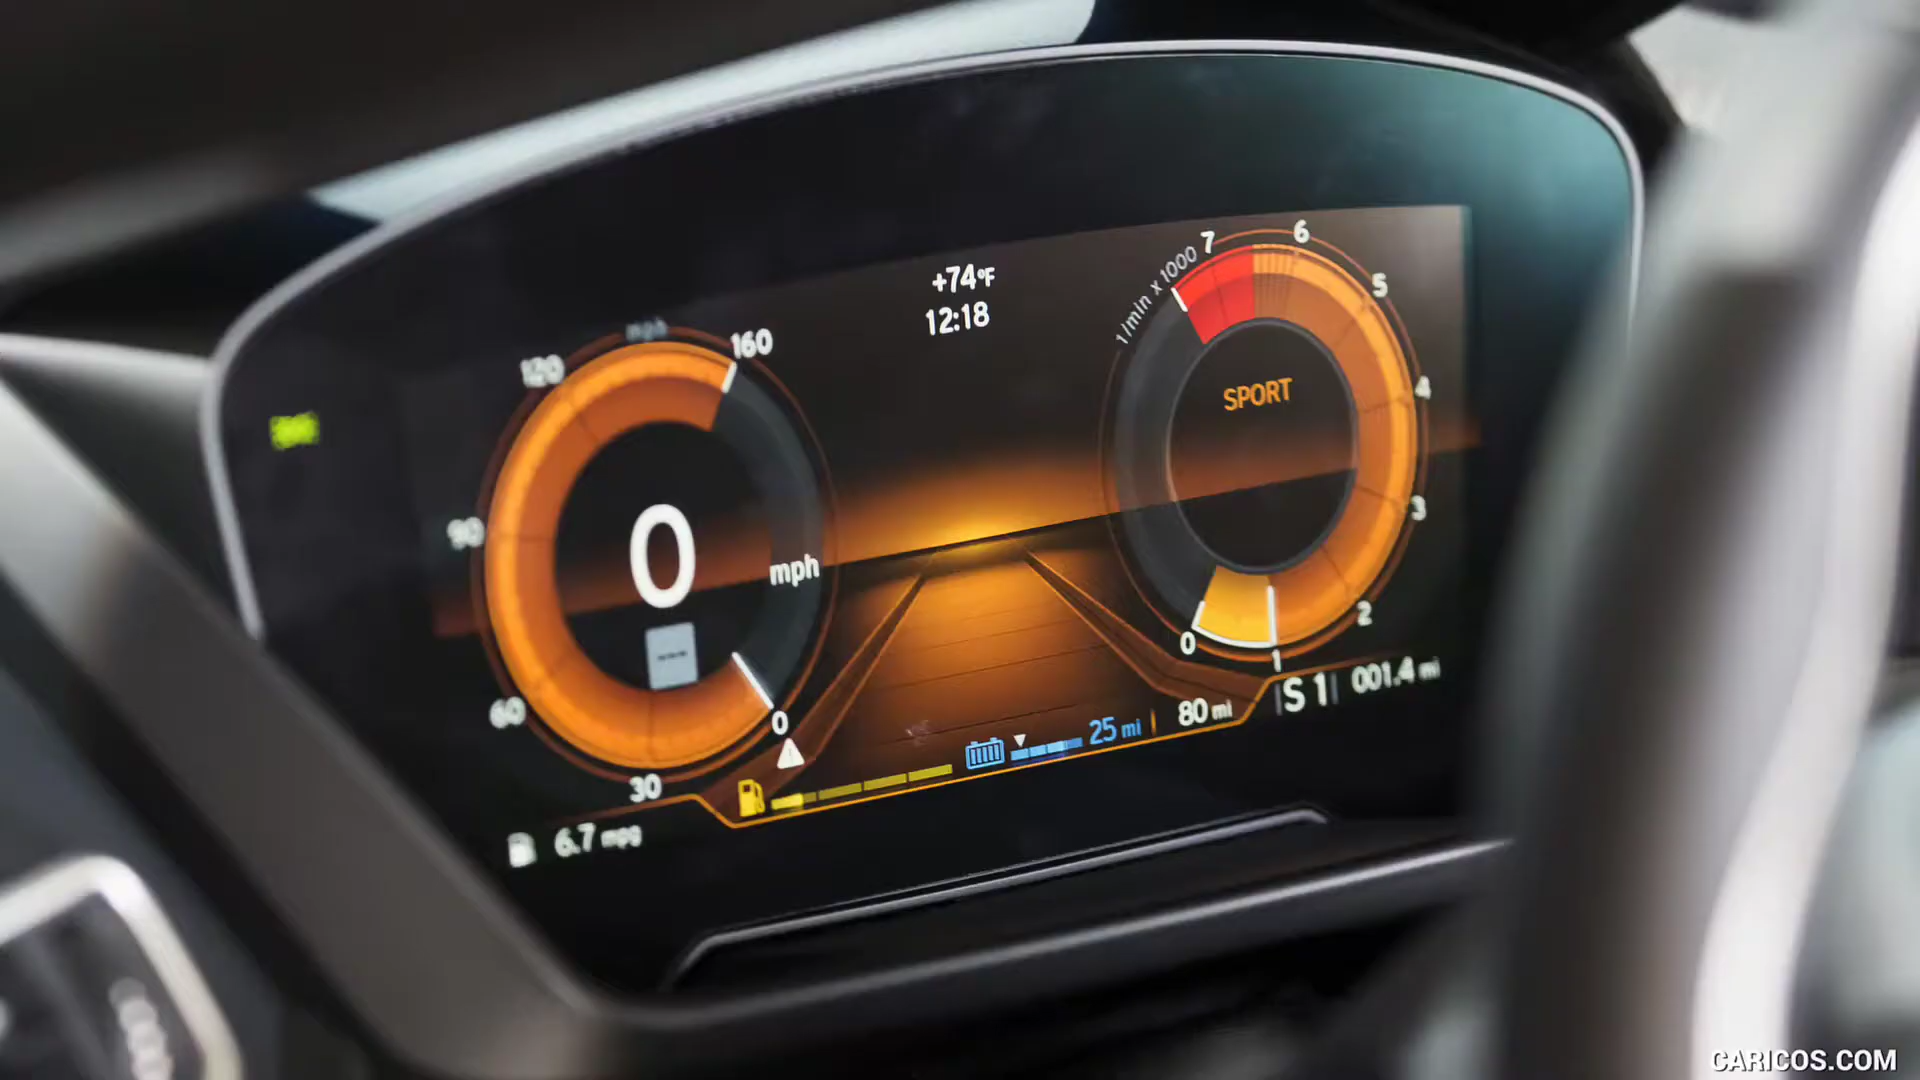 +74°F
12:18
mph
160
120
90
60
30
0
0
mph
---
1/min x 1000
7
6
5
4
3
2
1
0
SPORT
S 1
001.4 mi
25 mi
80 mi
6.7 mpg
CARICOS.COM